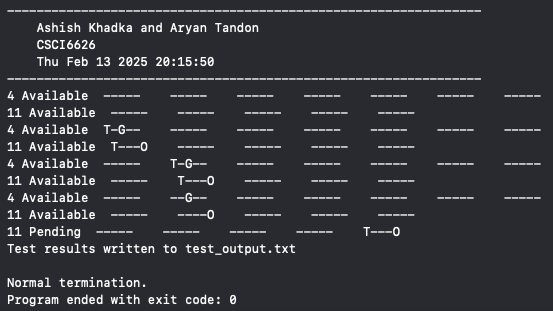 -----------------------------------------------------------------
    Ashish Khadka and Aryan Tandon
    CSCI6626
    Thu Feb 13 2025 20:15:50
-----------------------------------------------------------------
4 Available  -----    -----    -----    -----    -----    -----    -----
11 Available  -----    -----    -----    -----    -----
4 Available  T-G--    -----    -----    -----    -----    -----    -----
11 Available  T---O    -----    -----    -----    -----
4 Available  -----    T-G--    -----    -----    -----    -----    -----
11 Available  -----    T---O    -----    -----    -----
4 Available  -----    --G--    -----    -----    -----    -----    -----
11 Available  -----    ----O    -----    -----    -----
11 Pending  -----    -----    -----    -----    T---O
Test results written to test_output.txt

Normal termination.
Program ended with exit code: 0